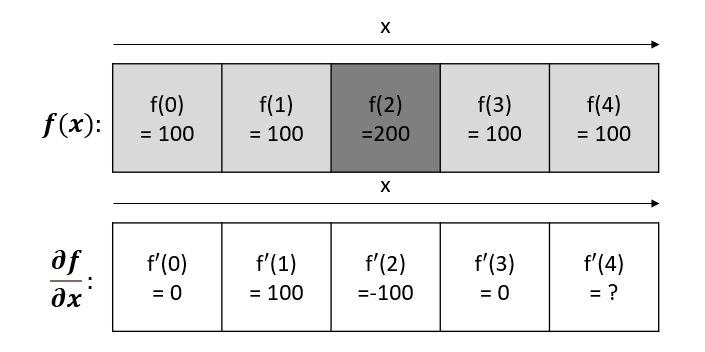 x
f(x):
f(0)
= 100
f(1)
= 100
f(2)
=200
f(3)
= 100
f(4)
= 100
x
∂f
∂x
:
f′(0)
= 0
f′(1)
= 100
f′(2)
=-100
f′(3)
= 0
f′(4)
= ?